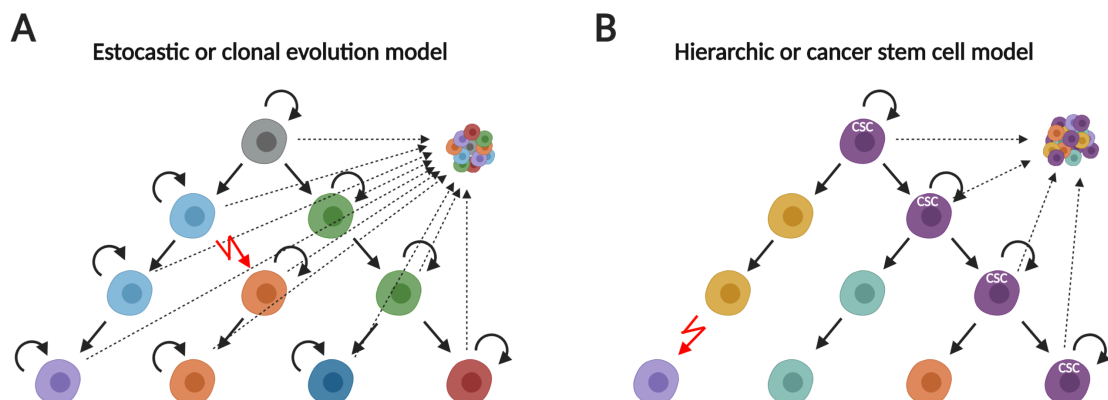 A
Estocastic or clonal evolution model
B
Hierarchic or cancer stem cell model
CSC
CSC
CSC
CSC